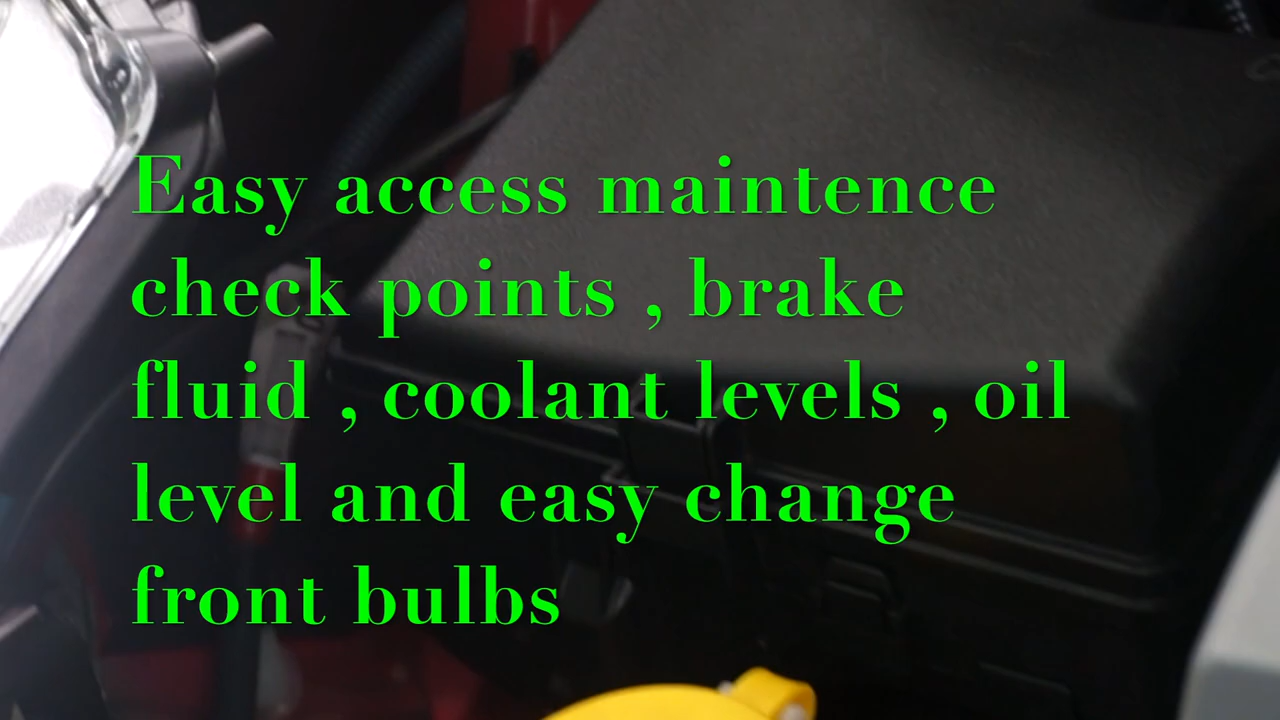 Easy access maintence
check points , brake
fluid , coolant levels , oil
level and easy change
front bulbs